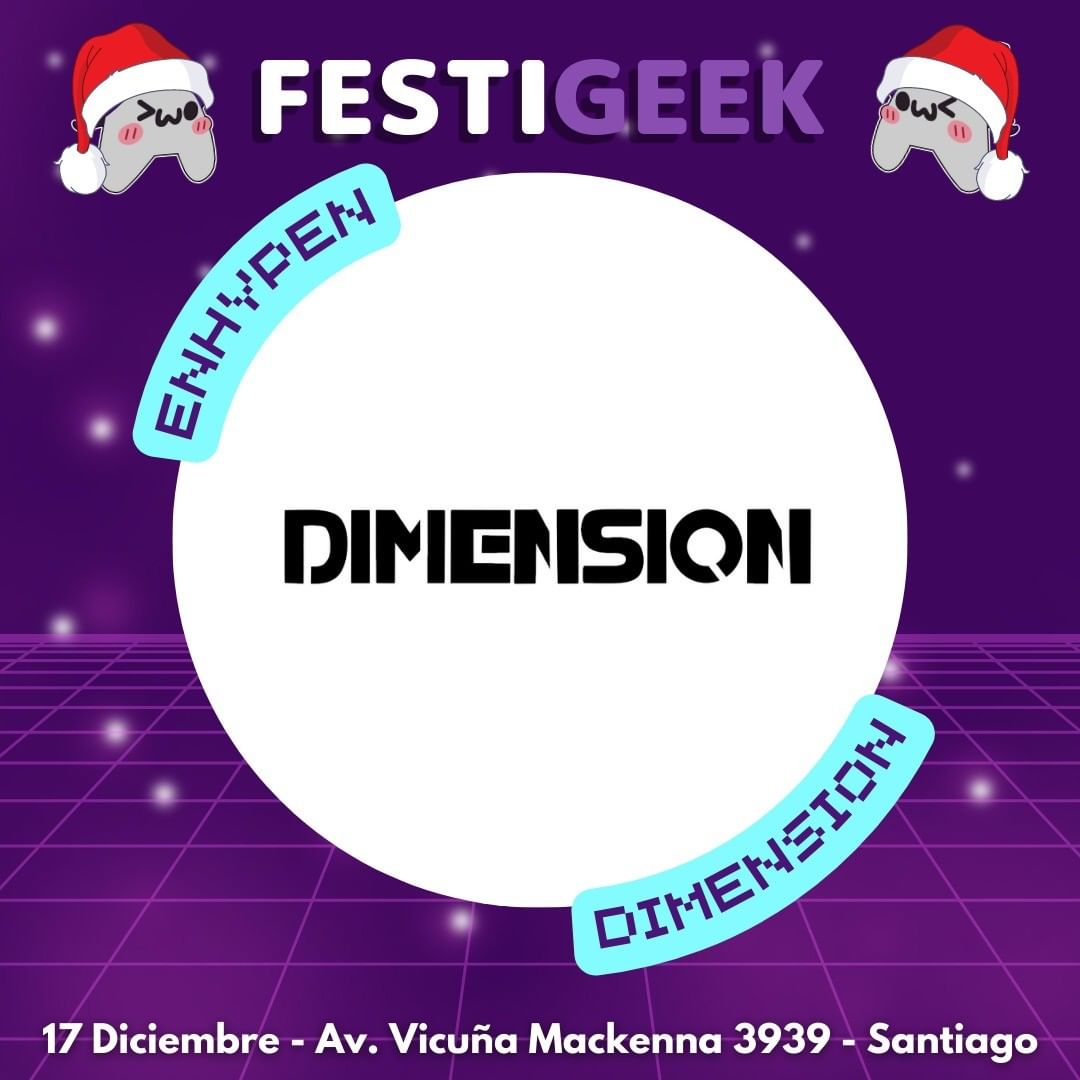 FESTIGEEK
ENHYPEN
DIMENSION
DIMENSION
17 Diciembre - Av. Vicuña Mackenna 3939 - Santiago